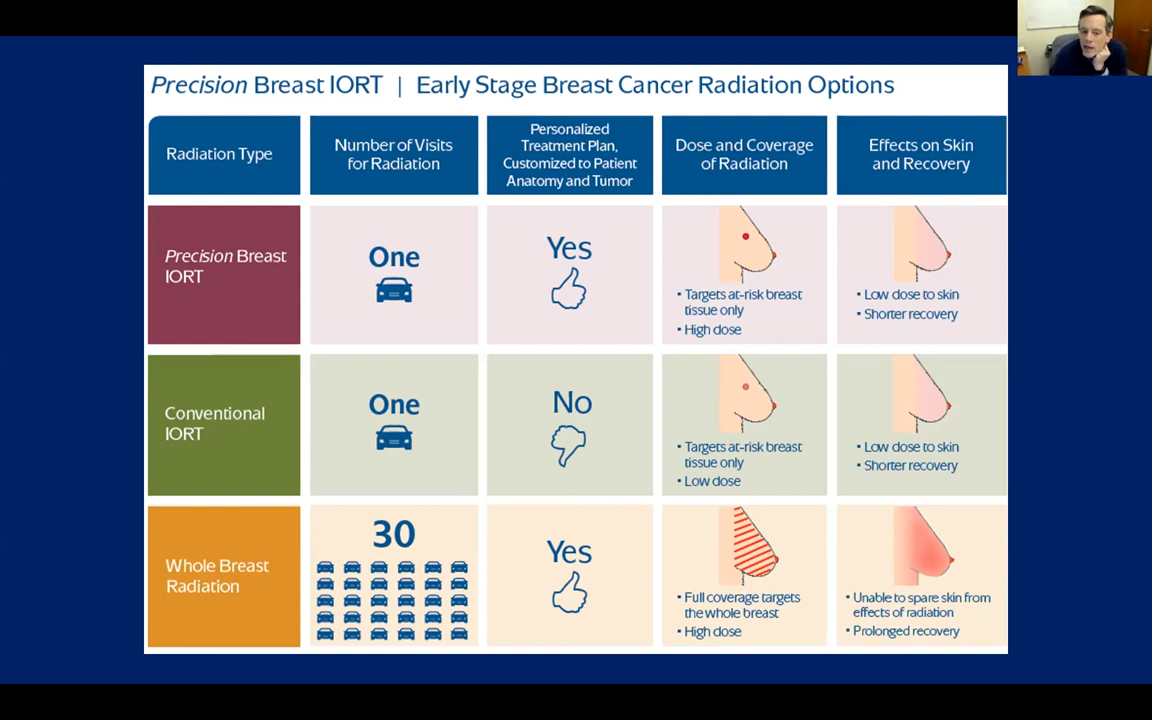 Precision Breast IORT | Early Stage Breast Cancer Radiation Options
Radiation Type
Number of Visits
for Radiation
Personalized
Treatment Plan,
Customized to Patient
Anatomy and Tumor
Dose and Coverage
of Radiation
Effects on Skin
and Recovery
Precision Breast
IORT
One
Yes
• Targets at-risk breast
tissue only
• High dose
• Low dose to skin
• Shorter recovery
Conventional
IORT
One
No
• Targets at-risk breast
tissue only
• Low dose
• Low dose to skin
• Shorter recovery
Whole Breast
Radiation
30
Yes
• Full coverage targets
the whole breast
• High dose
• Unable to spare skin from
effects of radiation
• Prolonged recovery